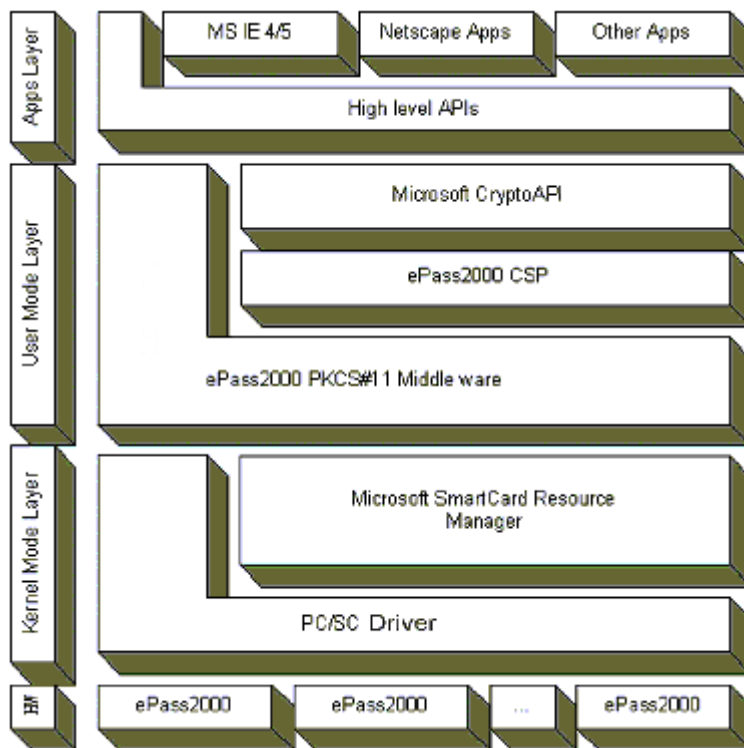 Apps Layer
MS IE 4/5
Netscape Apps
Other Apps
High level APIs
User Mode Layer
Microsoft CryptoAPI
ePass2000 CSP
ePass2000 PKCS#11 Middle ware
Kernel Mode Layer
Microsoft SmartCard Resource
Manager
PC/SC Driver
HW
ePass2000
ePass2000
...
ePass2000